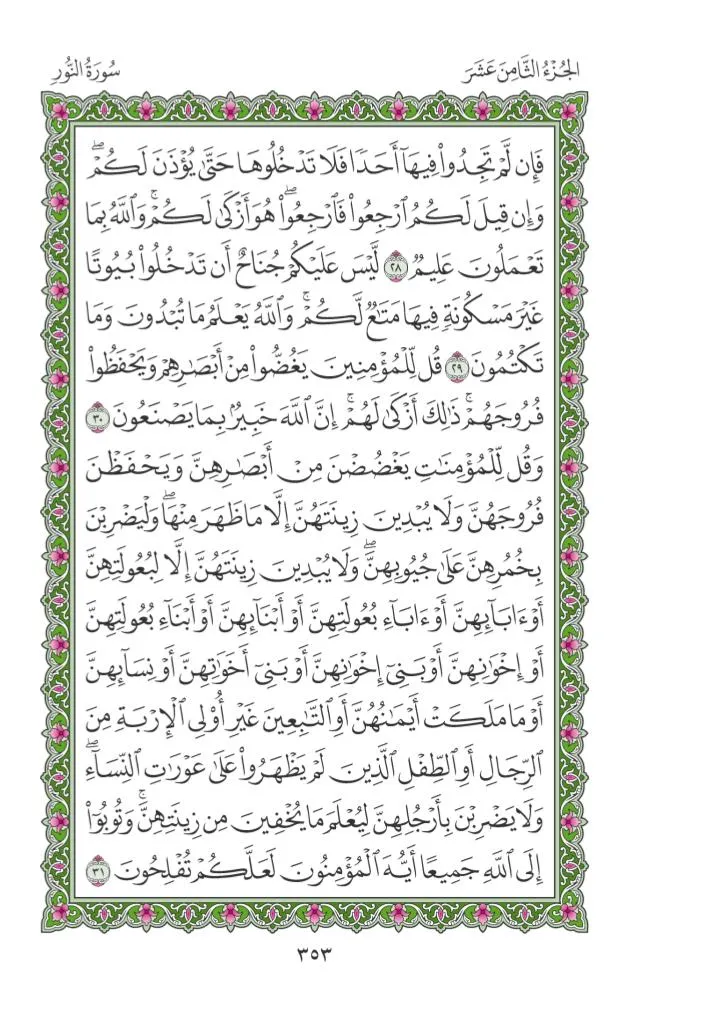 الجُزْءُ الثَّامِنَ عَشَرَ
سُورَةُ النُّورِ
فَإِن لَّمْ تَجِدُوا۟ فِيهَآ أَحَدًا فَلَا تَدْخُلُوهَا حَتَّىٰ يُؤْذَنَ لَكُمْ ۖ
وَإِن قِيلَ لَكُمُ ٱرْجِعُوا۟ فَٱرْجِعُوا۟ ۖ هُوَ أَزْكَىٰ لَكُمْ ۚ وَٱللَّهُ بِمَا
تَعْمَلُونَ عَلِيمٌ ٢٨ لَّيْسَ عَلَيْكُمْ جُنَاحٌ أَن تَدْخُلُوا۟ بُيُوتًا
غَيْرَ مَسْكُونَةٍ فِيهَا مَتَٰعٌ لَّكُمْ ۚ وَٱللَّهُ يَعْلَمُ مَا تُبْدُونَ وَمَا
تَكْتُمُونَ ٢٩ قُل لِّلْمُؤْمِنِينَ يَغُضُّوا۟ مِنْ أَبْصَٰرِهِمْ وَيَحْفَظُوا۟
فُرُوجَهُمْ ۚ ذَٰلِكَ أَزْكَىٰ لَهُمْ ۗ إِنَّ ٱللَّهَ خَبِيرٌۢ بِمَا يَصْنَعُونَ ٣٠
وَقُل لِّلْمُؤْمِنَٰتِ يَغْضُضْنَ مِنْ أَبْصَٰرِهِنَّ وَيَحْفَظْنَ
فُرُوجَهُنَّ وَلَا يُبْدِينَ زِينَتَهُنَّ إِلَّا مَا ظَهَرَ مِنْهَا ۖ وَلْيَضْرِبْنَ
بِخُمُرِهِنَّ عَلَىٰ جُيُوبِهِنَّ ۖ وَلَا يُبْدِينَ زِينَتَهُنَّ إِلَّا لِبُعُولَتِهِنَّ
أَوْ ءَابَآئِهِنَّ أَوْ ءَابَآءِ بُعُولَتِهِنَّ أَوْ أَبْنَآئِهِنَّ أَوْ أَبْنَآءِ بُعُولَتِهِنَّ
أَوْ إِخْوَٰنِهِنَّ أَوْ بَنِىٓ إِخْوَٰنِهِنَّ أَوْ بَنِىٓ أَخَوَٰتِهِنَّ أَوْ نِسَآئِهِنَّ
أَوْ مَا مَلَكَتْ أَيْمَٰنُهُنَّ أَوِ ٱلتَّٰبِعِينَ غَيْرِ أُو۟لِى ٱلْإِرْبَةِ مِنَ
ٱلرِّجَالِ أَوِ ٱلطِّفْلِ ٱلَّذِينَ لَمْ يَظْهَرُوا۟ عَلَىٰ عَوْرَٰتِ ٱلنِّسَآءِ ۖ
وَلَا يَضْرِبْنَ بِأَرْجُلِهِنَّ لِيُعْلَمَ مَا يُخْفِينَ مِن زِينَتِهِنَّ ۚ وَتُوبُوٓا۟
إِلَى ٱللَّهِ جَمِيعًا أَيُّهَ ٱلْمُؤْمِنُونَ لَعَلَّكُمْ تُفْلِحُونَ ٣١
٣٥٣